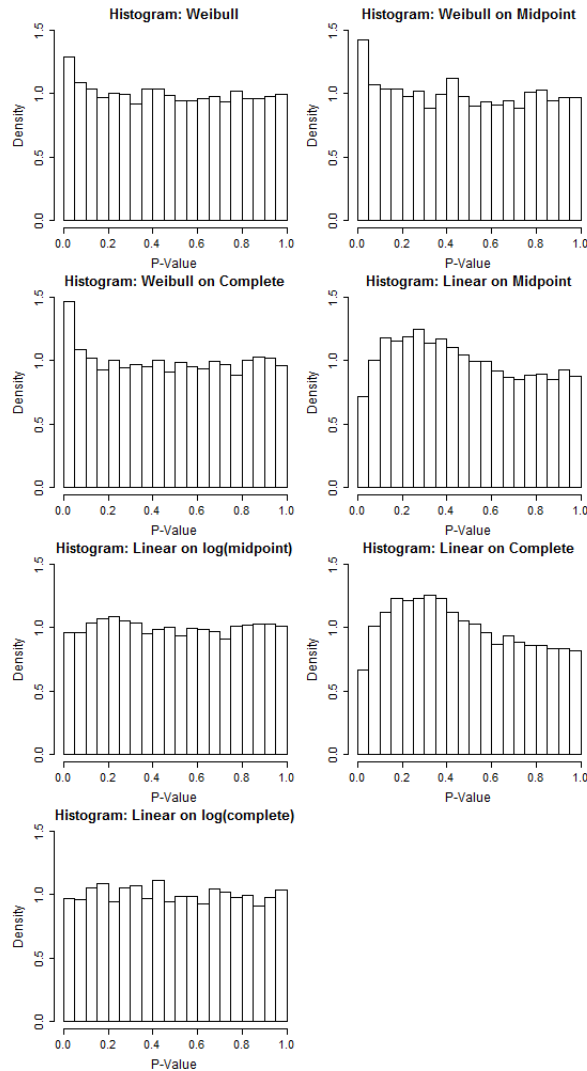 Histogram: Weibull
Density
0.0 0.5 1.0 1.5
0.0 0.2 0.4 0.6 0.8 1.0
P-Value
Histogram: Weibull on Midpoint
Density
0.0 0.5 1.0 1.5
0.0 0.2 0.4 0.6 0.8 1.0
P-Value
Histogram: Weibull on Complete
Density
0.0 0.5 1.0 1.5
0.0 0.2 0.4 0.6 0.8 1.0
P-Value
Histogram: Linear on Midpoint
Density
0.0 0.5 1.0 1.5
0.0 0.2 0.4 0.6 0.8 1.0
P-Value
Histogram: Linear on log(midpoint)
Density
0.0 0.5 1.0 1.5
0.0 0.2 0.4 0.6 0.8 1.0
P-Value
Histogram: Linear on Complete
Density
0.0 0.5 1.0 1.5
0.0 0.2 0.4 0.6 0.8 1.0
P-Value
Histogram: Linear on log(complete)
Density
0.0 0.5 1.0 1.5
0.0 0.2 0.4 0.6 0.8 1.0
P-Value